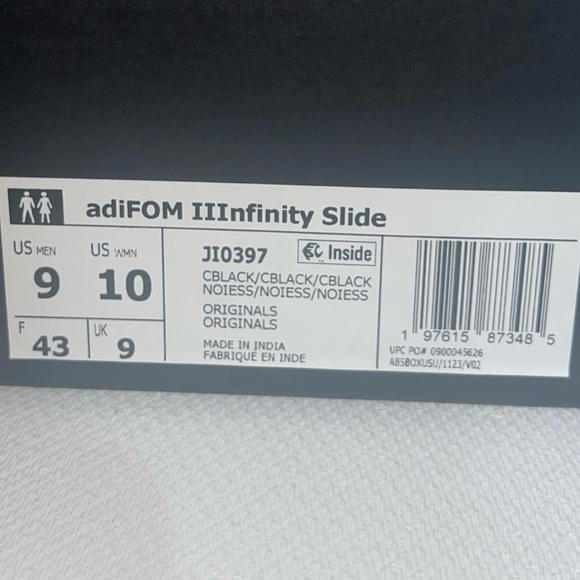 adiFOM IIInfinity Slide
US MEN
9
US WMN
10
F
43
UK
9
JI0397
Inside
CBLACK/CBLACK/CBLACK
NOIESS/NOIESS/NOIESS
ORIGINALS
ORIGINALS
MADE IN INDIA
FABRIQUÉ EN INDE
1 97615 87348 5
UPC PO# 0900045626
ABSBOXUSU/1123/V02